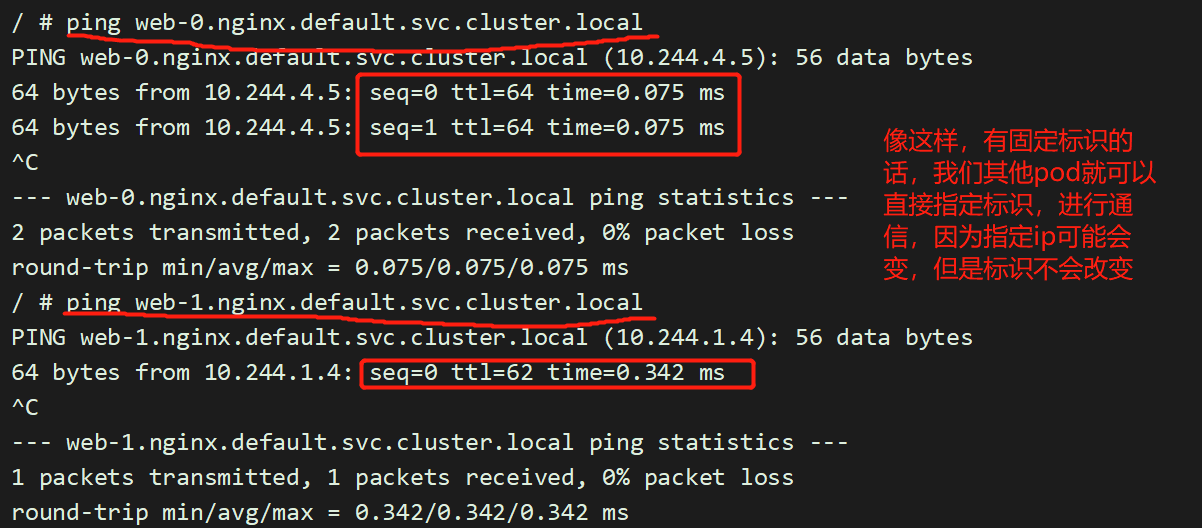 / # ping web-0.nginx.default.svc.cluster.local
PING web-0.nginx.default.svc.cluster.local (10.244.4.5): 56 data bytes
64 bytes from 10.244.4.5: seq=0 ttl=64 time=0.075 ms
64 bytes from 10.244.4.5: seq=1 ttl=64 time=0.075 ms
^C
--- web-0.nginx.default.svc.cluster.local ping statistics ---
2 packets transmitted, 2 packets received, 0% packet loss
round-trip min/avg/max = 0.075/0.075/0.075 ms
/ # ping web-1.nginx.default.svc.cluster.local
PING web-1.nginx.default.svc.cluster.local (10.244.1.4): 56 data bytes
64 bytes from 10.244.1.4: seq=0 ttl=62 time=0.342 ms
^C
--- web-1.nginx.default.svc.cluster.local ping statistics ---
1 packets transmitted, 1 packets received, 0% packet loss
round-trip min/avg/max = 0.342/0.342/0.342 ms
像这样，有固定标识的
话，我们其他pod就可以
直接指定标识，进行通
信，因为指定ip可能会
变，但是标识不会改变